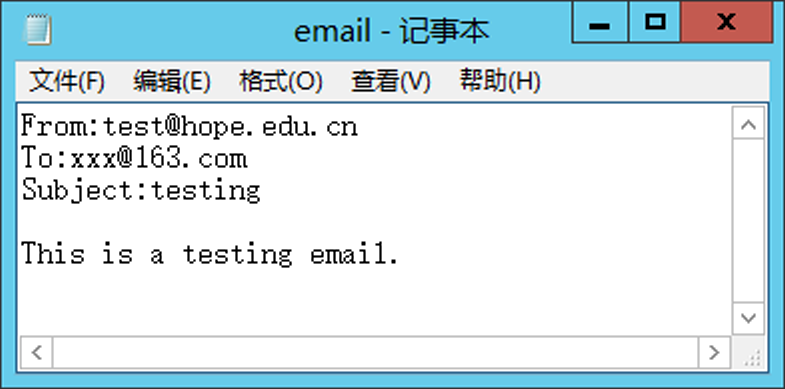 email - 记事本
文件(F) 编辑(E) 格式(O) 查看(V) 帮助(H)
From:test@hope.edu.cn
To:xxx@163.com
Subject:testing
This is a testing email.